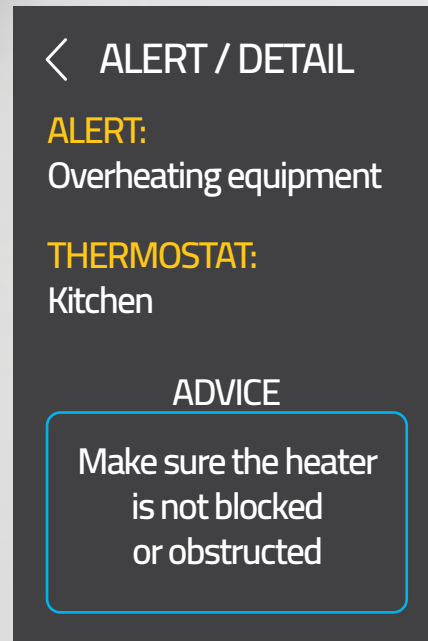 ALERT / DETAIL
ALERT:
Overheating equipment
THERMOSTAT:
Kitchen
ADVICE
Make sure the heater
is not blocked
or obstructed